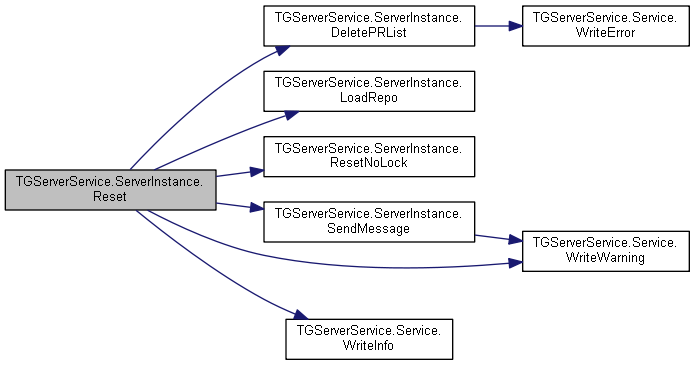 TGServerService.ServerInstance.
Reset
TGServerService.ServerInstance.
DeletePRList
TGServerService.Service.
WriteError
TGServerService.ServerInstance.
LoadRepo
TGServerService.ServerInstance.
ResetNoLock
TGServerService.ServerInstance.
SendMessage
TGServerService.Service.
WriteWarning
TGServerService.Service.
WriteInfo